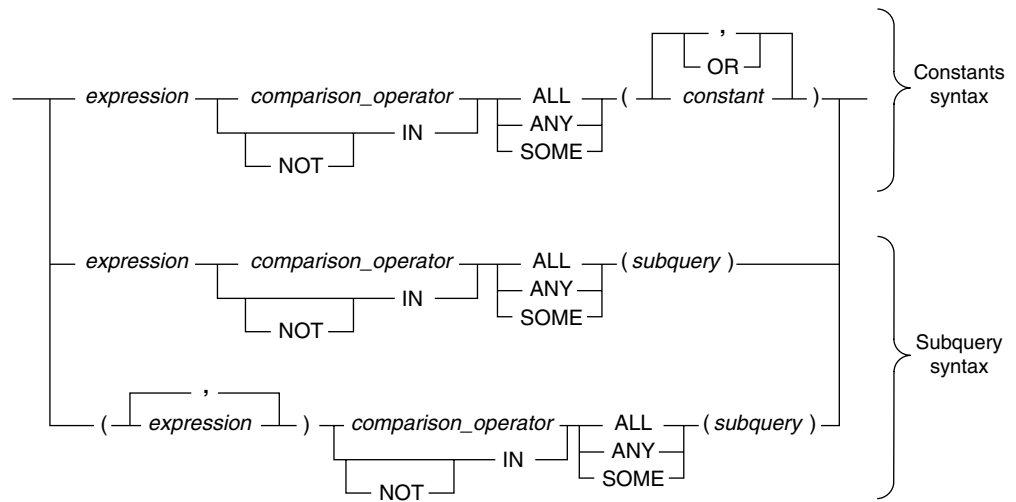 ,
OR
expression comparison_operator ALL ( constant )
NOT IN ANY
SOME
Constants
syntax
expression comparison_operator ALL ( subquery )
NOT IN ANY
SOME
,
( expression ) comparison_operator ALL ( subquery )
NOT IN ANY
SOME
Subquery
syntax